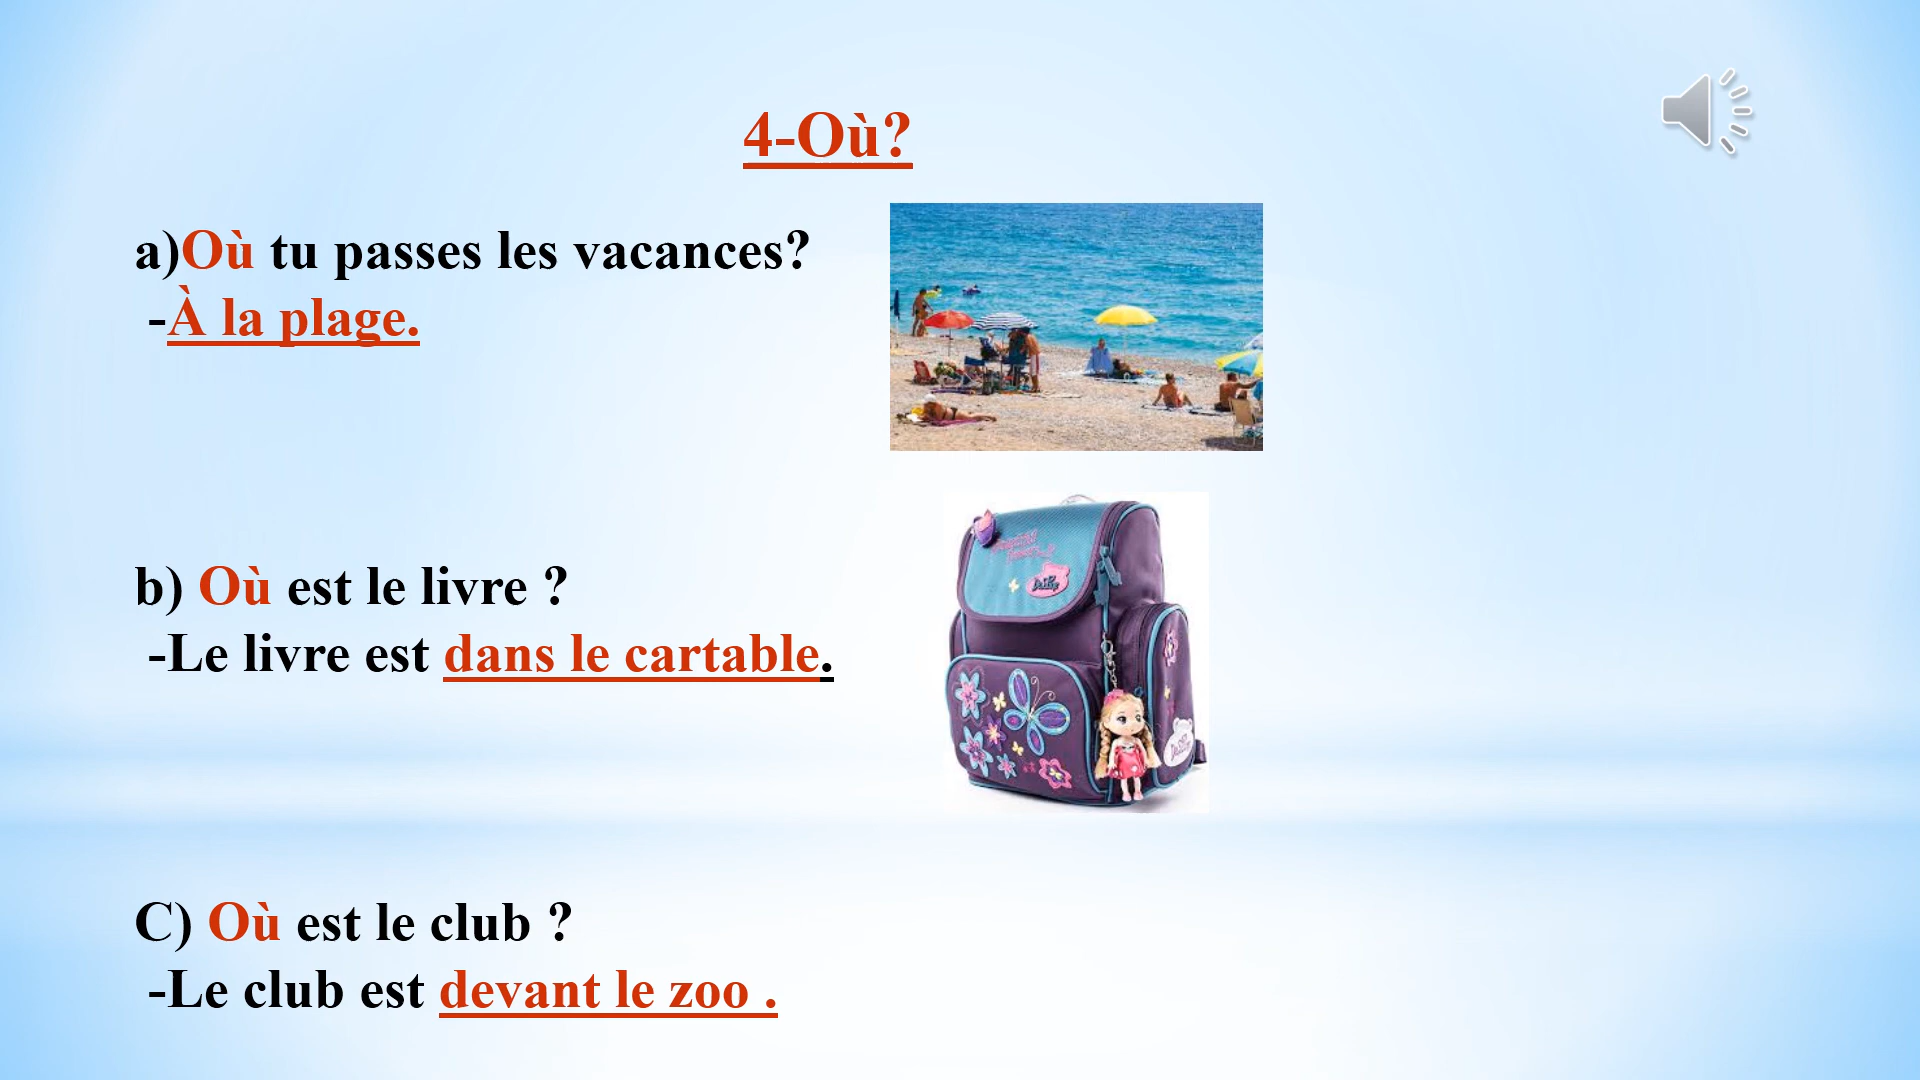 4-Où?
a)Où tu passes les vacances?
-À la plage.
b) Où est le livre ?
-Le livre est dans le cartable.
C) Où est le club ?
-Le club est devant le zoo .